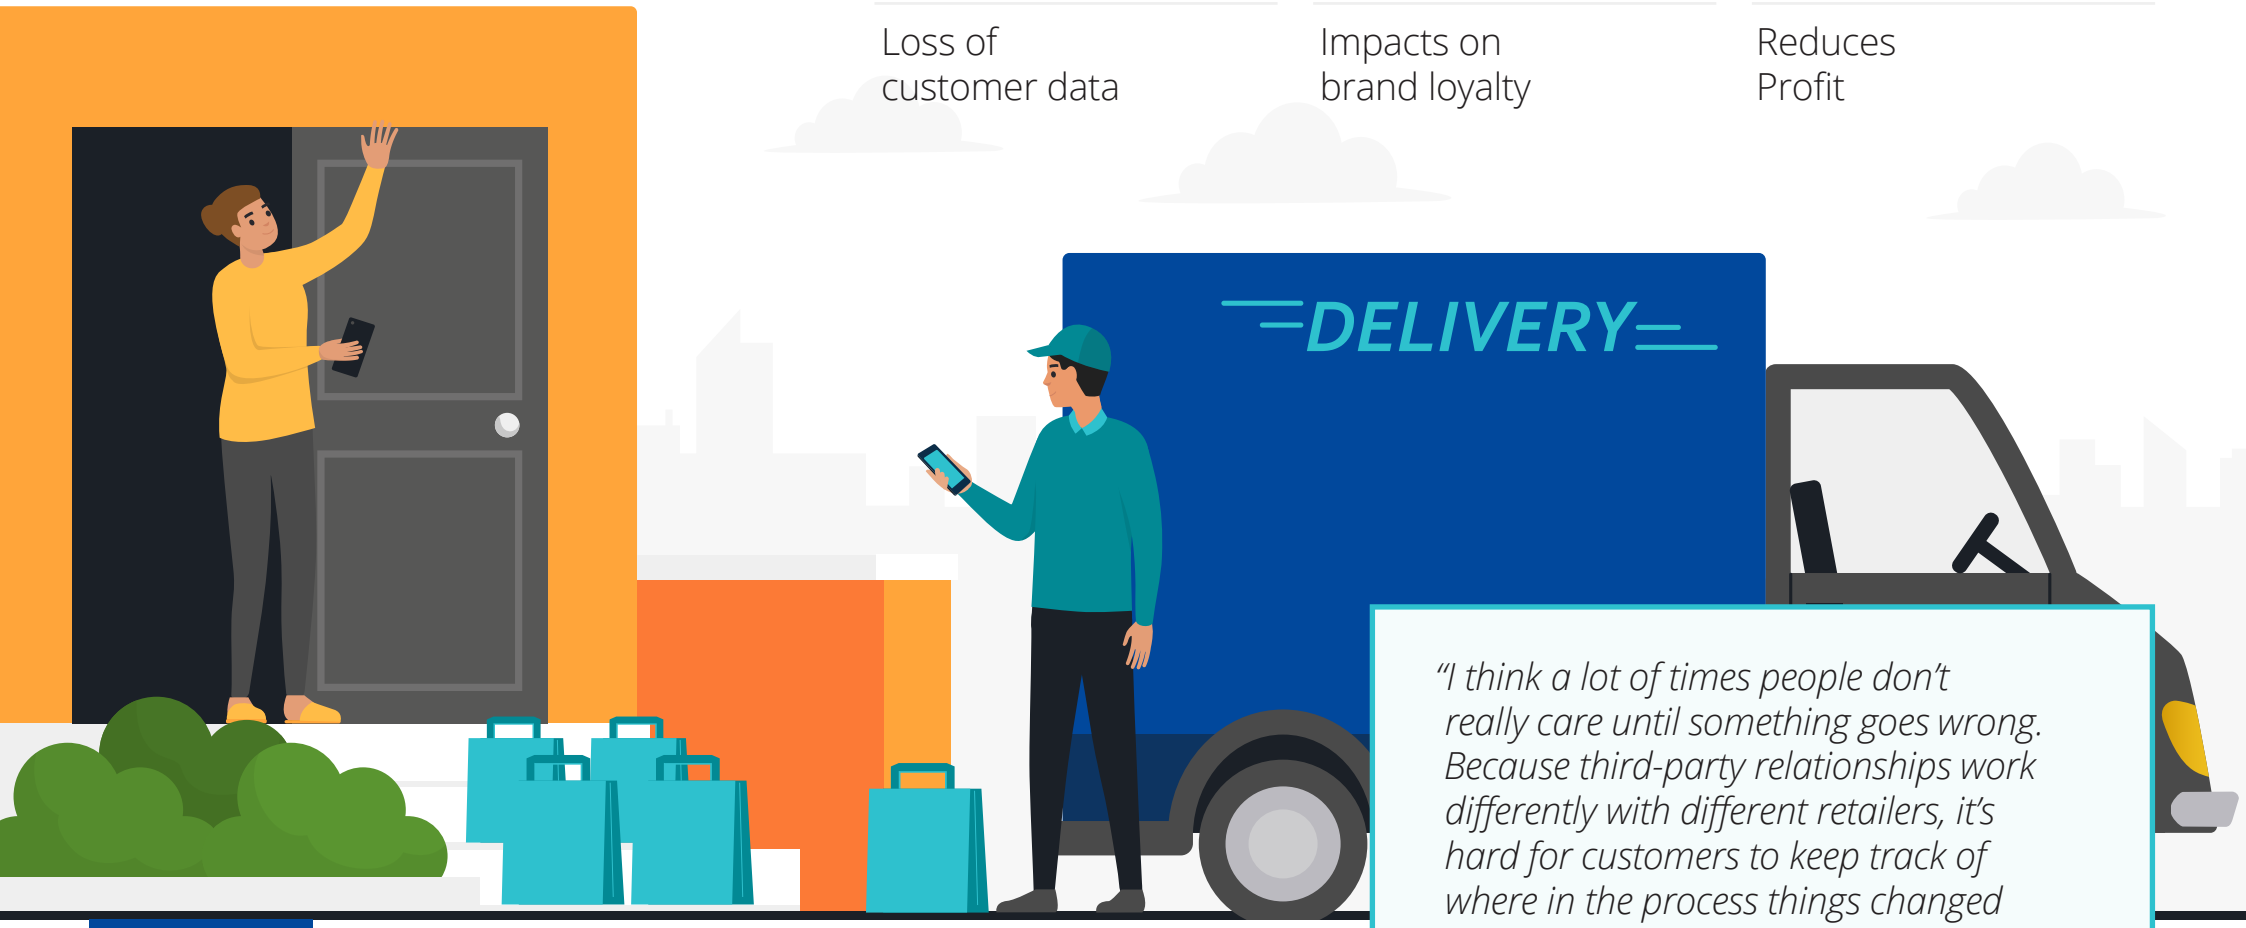 Loss of
customer data
Impacts on
brand loyalty
Reduces
Profit
DELIVERY
“I think a lot of times people don’t
really care until something goes wrong.
Because third-party relationships work
differently with different retailers, it’s
hard for customers to keep track of
where in the process things changed